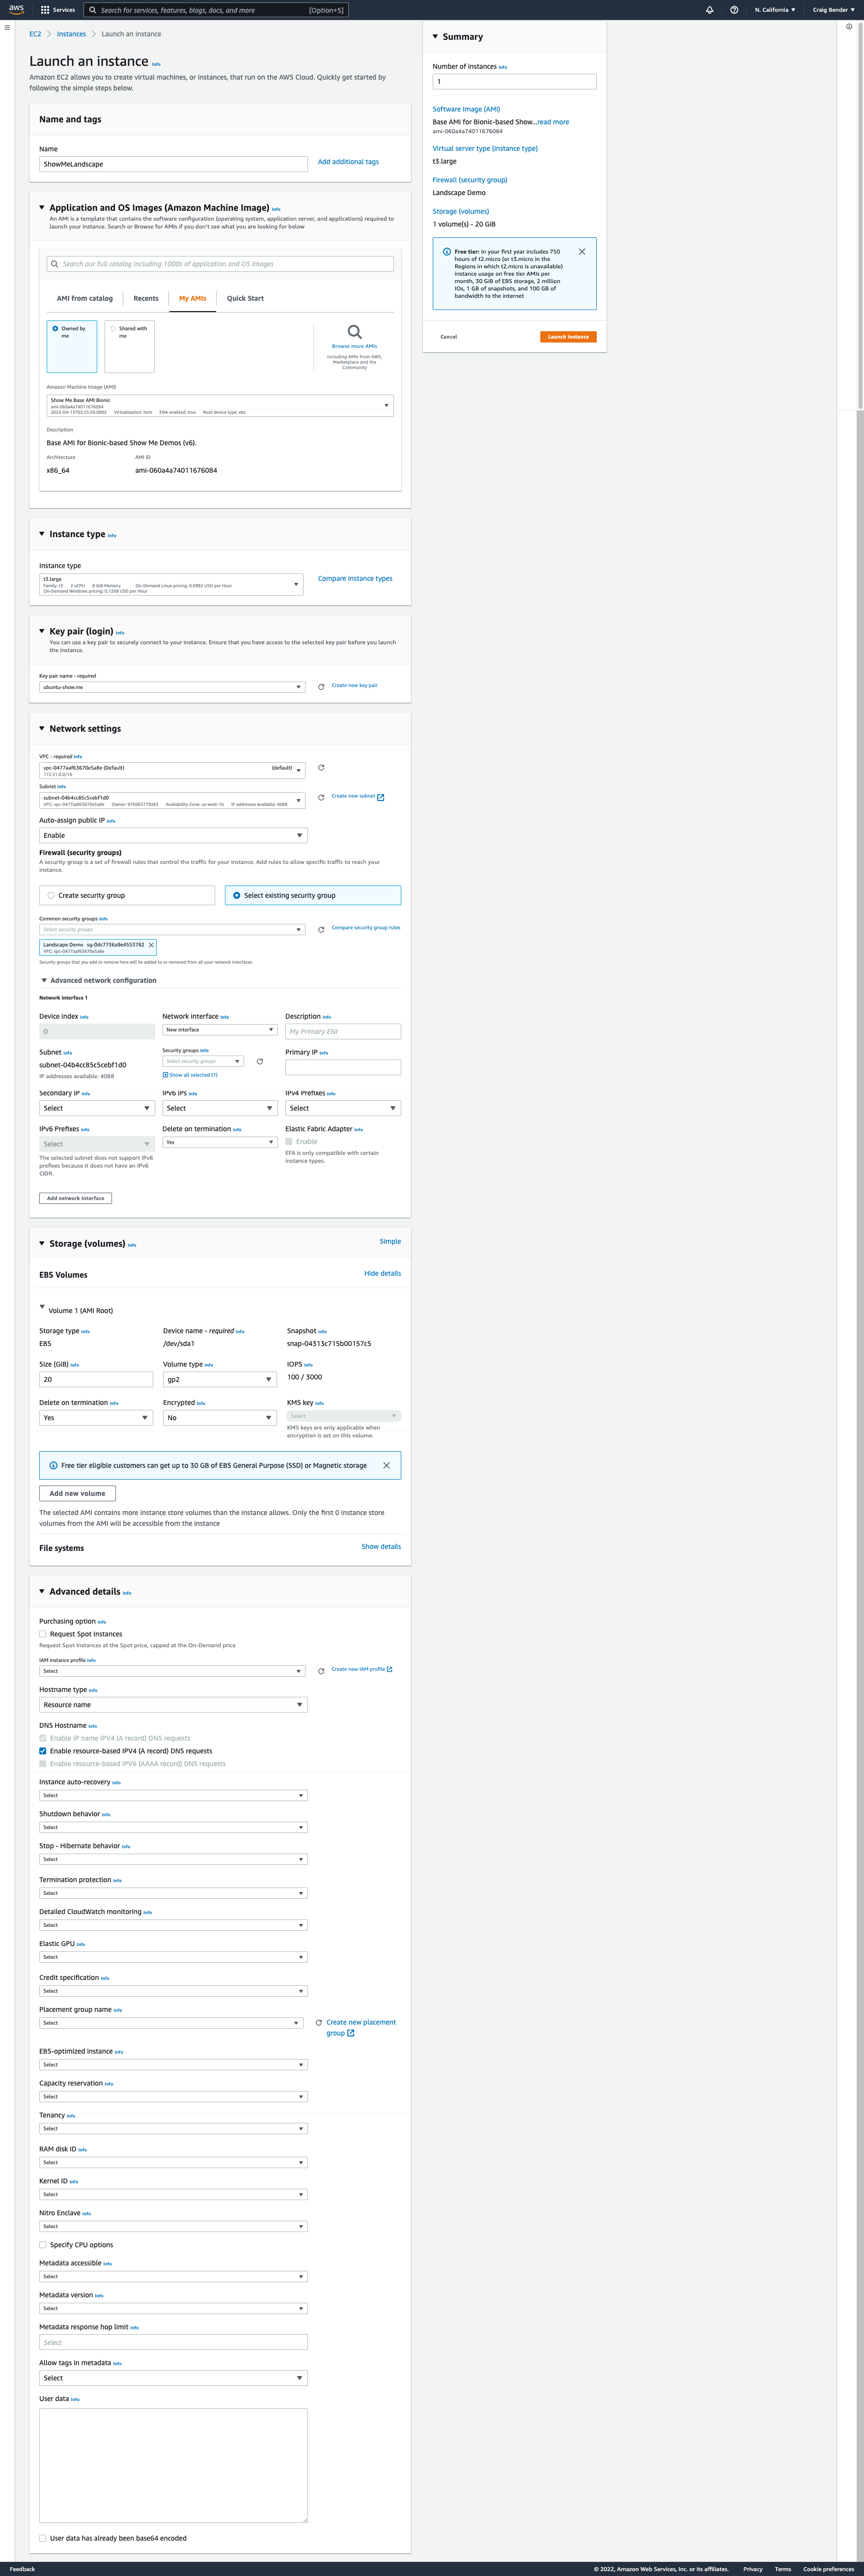 aws
Services
Search for services, features, blogs, docs, and more
[Option+S]
N. California
Craig Bender
EC2
Instances
Launch an instance
Launch an instance Info
Amazon EC2 allows you to create virtual machines, or instances, that run on the AWS Cloud. Quickly get started by
following the simple steps below.
Name and tags
Name
ShowMeLandscape
Add additional tags
Application and OS Images (Amazon Machine Image) Info
An AMI is a template that contains the software configuration (operating system, application server, and applications) required to
launch your instance. Search or Browse for AMIs if you don't see what you are looking for below
Search our full catalog including 1000s of application and OS images
AMI from catalog
Recents
My AMIs
Quick Start
Owned by
me
Shared with
me
Browse more AMIs
Including AMIs from AWS,
Marketplace and the
Community
Amazon Machine Image (AMI)
Show Me Base AMI Bionic
ami-060a4a74011676084
2022-04-13T02:25:59.000Z Virtualization: hvm ENA enabled: true Root device type: ebs
Description
Base AMI for Bionic-based Show Me Demos (v6).
Architecture
AMI ID
x86_64
ami-060a4a74011676084
Instance type Info
Instance type
t3.large
Family: t3 2 vCPU 8 GiB Memory On-Demand Linux pricing: 0.0992 USD per Hour
On-Demand Windows pricing: 0.1268 USD per Hour
Compare instance types
Key pair (login) Info
You can use a key pair to securely connect to your instance. Ensure that you have access to the selected key pair before you launch
the instance.
Key pair name - required
ubuntu-show.me
Create new key pair
Network settings
VPC - required Info
vpc-0477aaf63670e5a8e (Default)
(default)
172.31.0.0/16
Subnet Info
subnet-04b4cc85c5cebf1d0
VPC: vpc-0477aaf63670e5a8e Owner: 975063779263 Availability Zone: us-west-1b IP addresses available: 4088
Create new subnet
Auto-assign public IP Info
Enable
Firewall (security groups)
A security group is a set of firewall rules that control the traffic for your instance. Add rules to allow specific traffic to reach your
instance.
Create security group
Select existing security group
Common security groups Info
Select security groups
Compare security group rules
Landscape Demo sg-0dc7736a9e4553782
VPC: vpc-0477aaf63670e5a8e
Security groups that you add or remove here will be added to or removed from all your network interfaces.
Advanced network configuration
Network interface 1
Device index Info
Network interface Info
Description Info
0
New interface
My Primary ENI
Subnet Info
Security groups Info
Primary IP Info
subnet-04b4cc85c5cebf1d0
Select security groups
IP addresses available: 4088
Show all selected (1)
Secondary IP Info
IPv6 IPs Info
IPv4 Prefixes Info
Select
Select
Select
IPv6 Prefixes Info
Delete on termination Info
Elastic Fabric Adapter Info
Select
Yes
Enable
The selected subnet does not support IPv6
prefixes because it does not have an IPv6
CIDR.
EFA is only compatible with certain
instance types.
Add network interface
Storage (volumes) Info
Simple
EBS Volumes
Hide details
Volume 1 (AMI Root)
Storage type Info
Device name - required Info
Snapshot Info
EBS
/dev/sda1
snap-04313c715b00157c5
Size (GiB) Info
Volume type Info
IOPS Info
20
gp2
100 / 3000
Delete on termination Info
Encrypted Info
KMS key Info
Yes
No
Select
KMS keys are only applicable when
encryption is set on this volume.
Free tier eligible customers can get up to 30 GB of EBS General Purpose (SSD) or Magnetic storage
Add new volume
The selected AMI contains more instance store volumes than the instance allows. Only the first 0 instance store
volumes from the AMI will be accessible from the instance
File systems
Show details
Advanced details Info
Purchasing option Info
Request Spot Instances
Request Spot Instances at the Spot price, capped at the On-Demand price
IAM instance profile Info
Select
Create new IAM profile
Hostname type Info
Resource name
DNS Hostname Info
Enable IP name IPV4 (A record) DNS requests
Enable resource-based IPV4 (A record) DNS requests
Enable resource-based IPV6 (AAAA record) DNS requests
Instance auto-recovery Info
Select
Shutdown behavior Info
Select
Stop - Hibernate behavior Info
Select
Termination protection Info
Select
Detailed CloudWatch monitoring Info
Select
Elastic GPU Info
Select
Credit specification Info
Select
Placement group name Info
Select
Create new placement
group
EBS-optimized instance Info
Select
Capacity reservation Info
Select
Tenancy Info
Select
RAM disk ID Info
Select
Kernel ID Info
Select
Nitro Enclave Info
Select
Specify CPU options
Metadata accessible Info
Select
Metadata version Info
Select
Metadata response hop limit Info
Select
Allow tags in metadata Info
Select
User data Info
User data has already been base64 encoded
Summary
Number of instances Info
1
Software Image (AMI)
Base AMI for Bionic-based Show...read more
ami-060a4a74011676084
Virtual server type (instance type)
t3.large
Firewall (security group)
Landscape Demo
Storage (volumes)
1 volume(s) - 20 GiB
Free tier: In your first year includes 750
hours of t2.micro (or t3.micro in the
Regions in which t2.micro is unavailable)
instance usage on free tier AMIs per
month, 30 GiB of EBS storage, 2 million
IOs, 1 GB of snapshots, and 100 GB of
bandwidth to the internet
Cancel
Launch instance
Feedback
© 2022, Amazon Web Services, Inc. or its affiliates.
Privacy
Terms
Cookie preferences